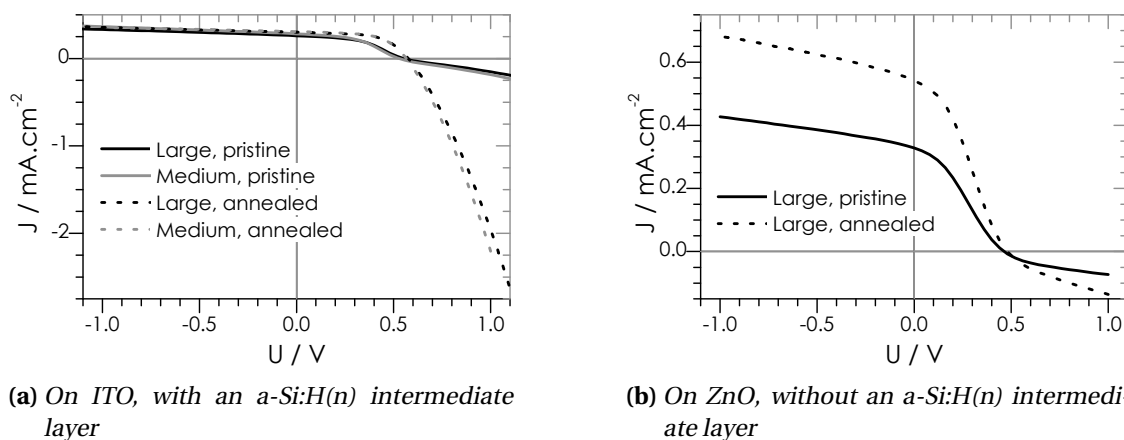 0
-1
-2
J / mA.cm-2
-1.0 -0.5 0.0 0.5 1.0
U / V
Large, pristine
Medium, pristine
Large, annealed
Medium, annealed
0.6
0.4
0.2
0.0
J / mA.cm-2
-1.0 -0.5 0.0 0.5 1.0
U / V
Large, pristine
Large, annealed
(a) On ITO, with an a-Si:H(n) intermediate
layer
(b) On ZnO, without an a-Si:H(n) intermedi-
ate layer